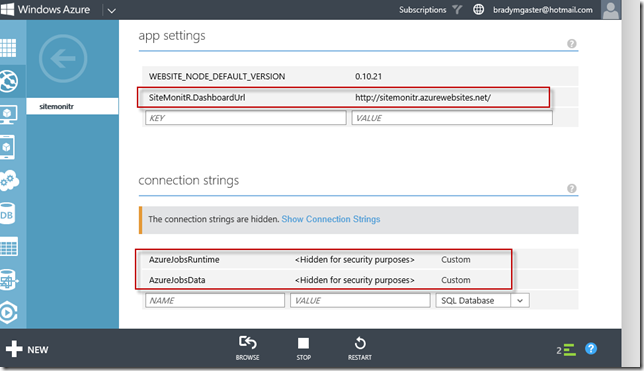 Windows Azure
Subscriptions
bradymgaster@hotmail.com
sitemonitr
app settings
?
WEBSITE_NODE_DEFAULT_VERSION 0.10.21
SiteMonitR.DashboardUrl http://sitemonitr.azurewebsites.net/
KEY VALUE
connection strings
?
The connection strings are hidden. Show Connection Strings
AzureJobsRuntime <Hidden for security purposes> Custom
AzureJobsData <Hidden for security purposes> Custom
NAME VALUE SQL Database
DB
NEW
BROWSE
STOP
RESTART
2
?